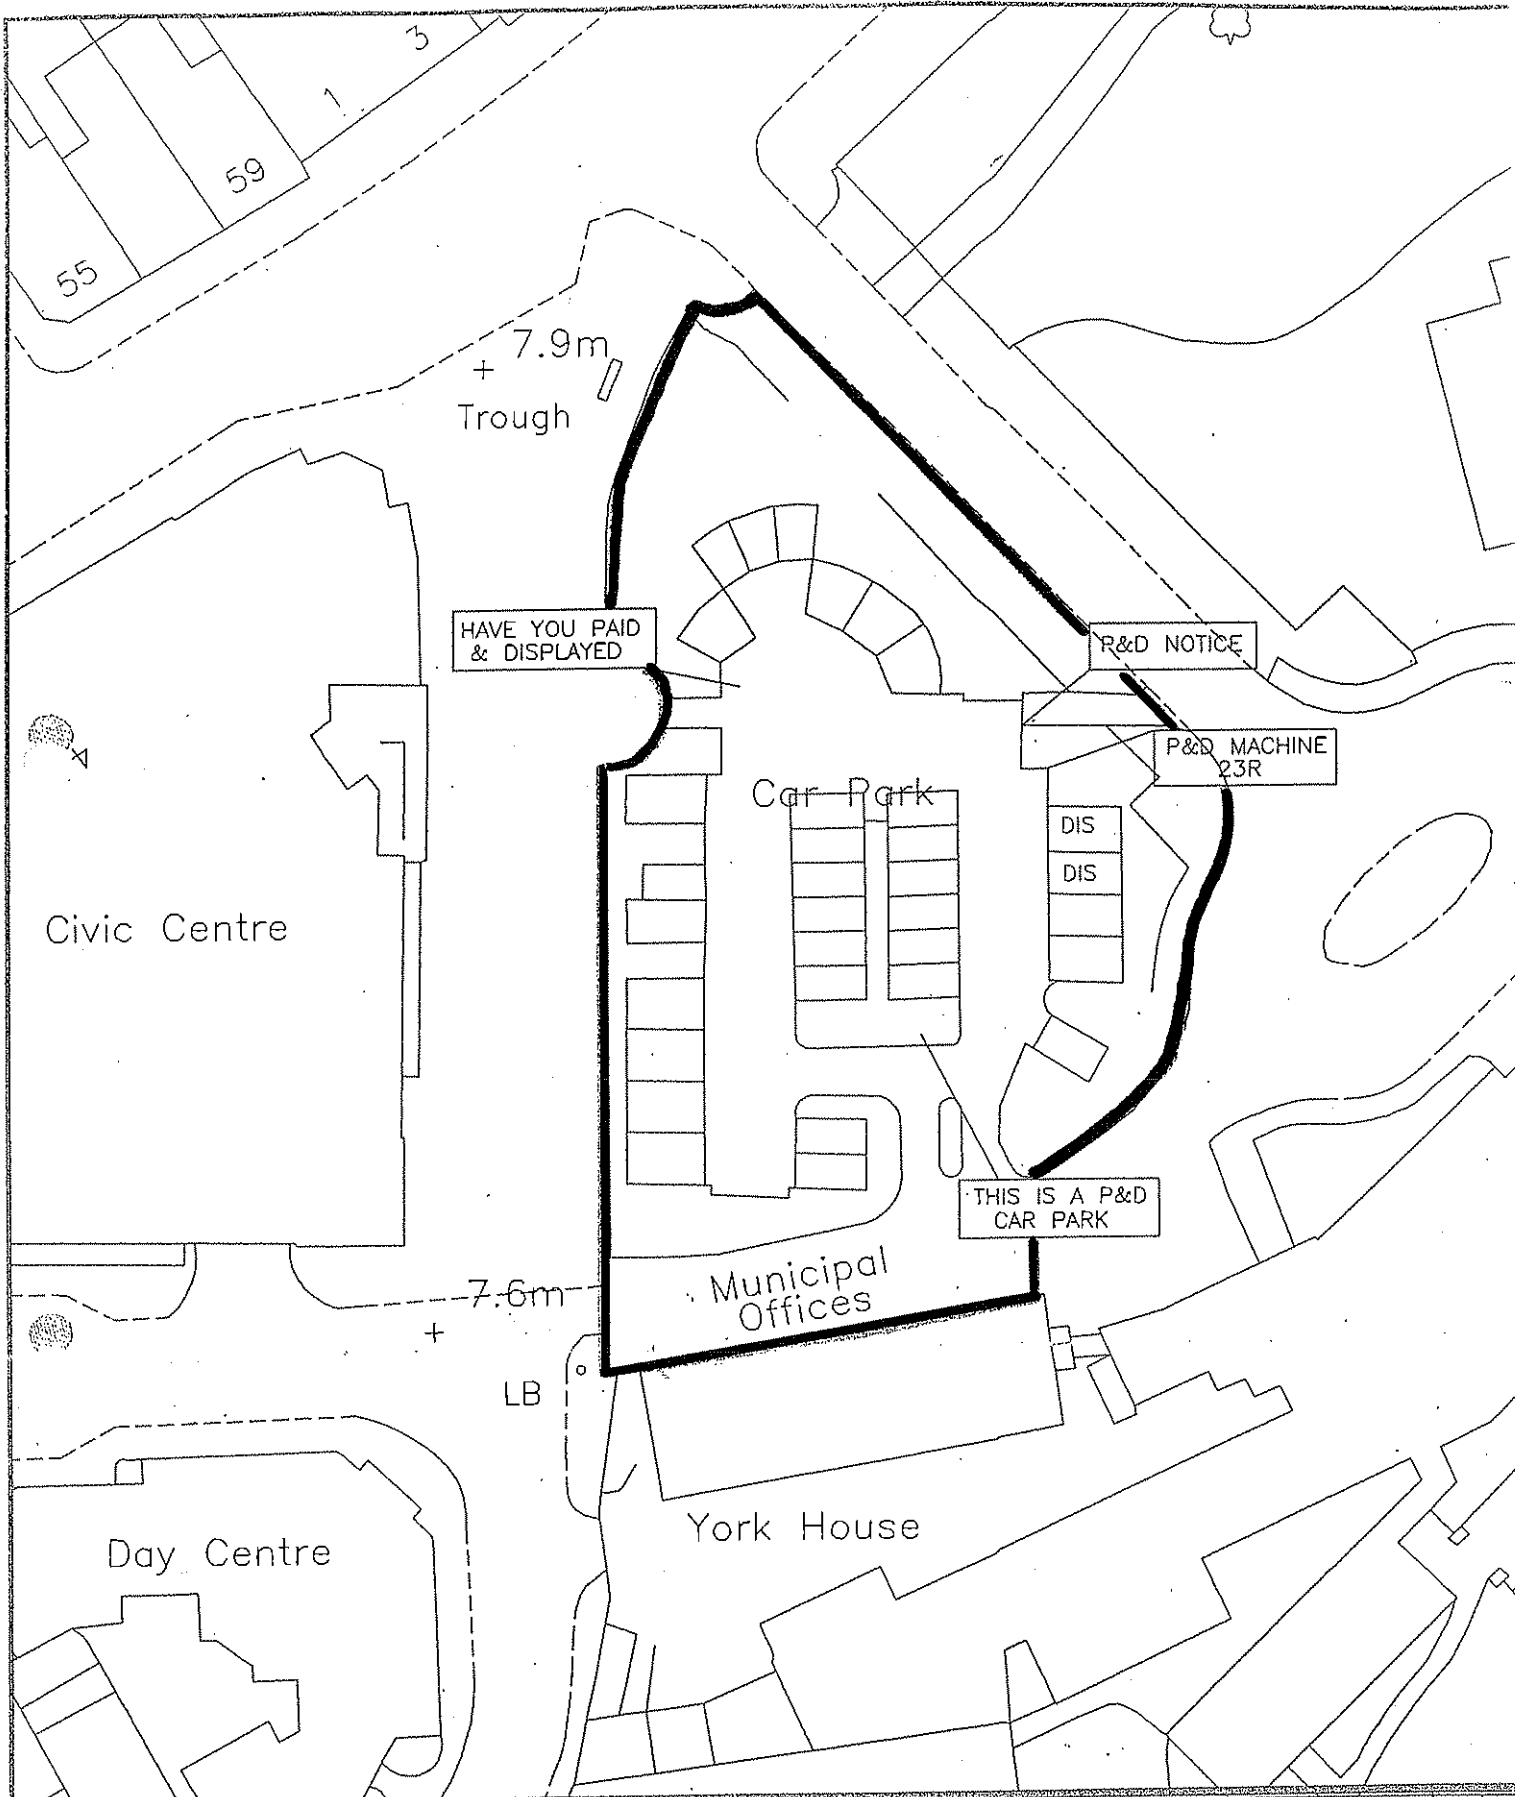 3
1
59
55
7.9m
Trough
HAVE YOU PAID
& DISPLAYED
P&D NOTICE
P&D MACHINE
23R
Car Park
DIS
DIS
Civic Centre
THIS IS A P&D
CAR PARK
Municipal
Offices
7.6m
LB
York House
Day Centre